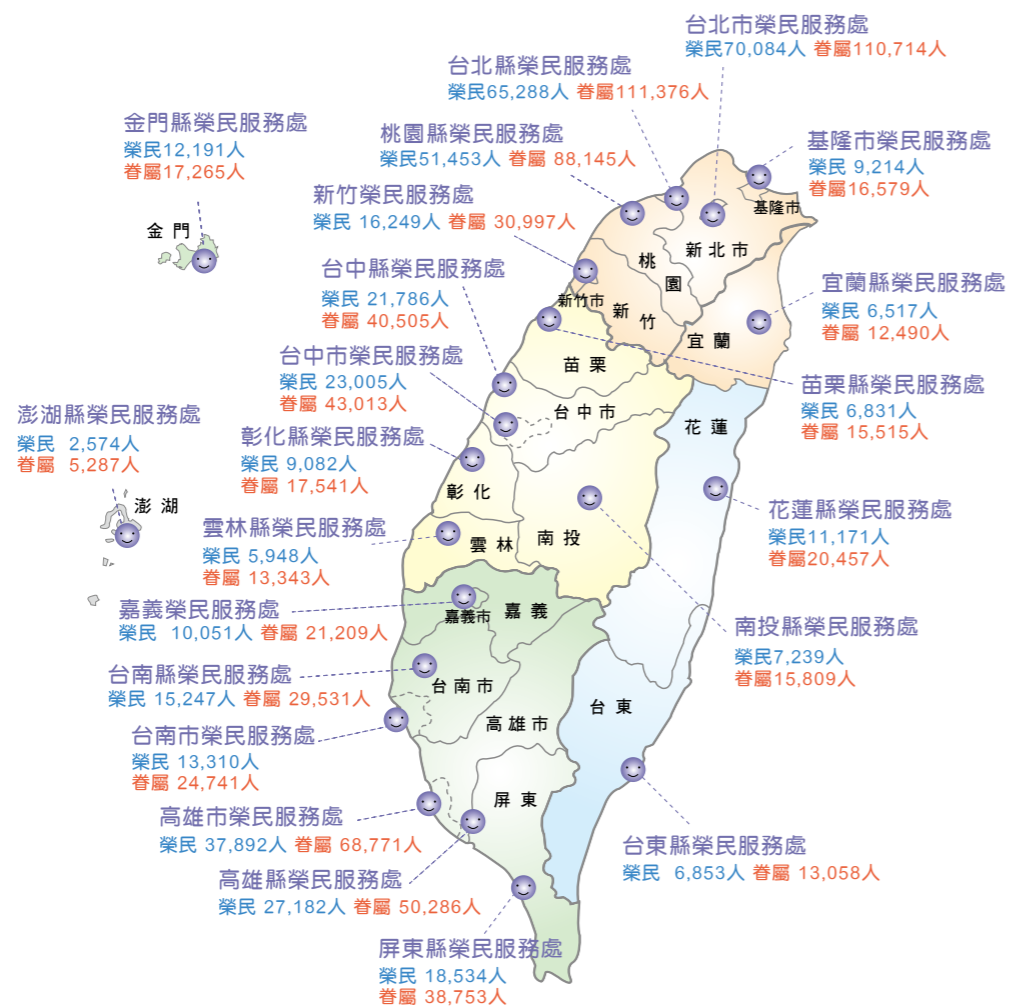 台北市榮民服務處
榮民70,084人 眷屬110,714人
台北縣榮民服務處
榮民65,288人 眷屬111,376人
桃園縣榮民服務處
榮民51,453人 眷屬 88,145人
新竹榮民服務處
榮民 16,249人 眷屬 30,997人
金門縣榮民服務處
榮民12,191人
眷屬17,265人
金門
基隆市榮民服務處
榮民 9,214人
眷屬16,579人
基隆市
新北市
桃園
新竹市
新竹
宜蘭
宜蘭縣榮民服務處
榮民 6,517人
眷屬 12,490人
台中縣榮民服務處
榮民 21,786人
眷屬 40,505人
台中市榮民服務處
榮民 23,005人
眷屬 43,013人
苗栗
台中市
花蓮
苗栗縣榮民服務處
榮民 6,831人
眷屬 15,515人
澎湖縣榮民服務處
榮民 2,574人
眷屬 5,287人
澎湖
彰化縣榮民服務處
榮民 9,082人
眷屬 17,541人
彰化
雲林縣榮民服務處
榮民 5,948人
眷屬 13,343人
雲林
南投
花蓮縣榮民服務處
榮民11,171人
眷屬20,457人
嘉義榮民服務處
榮民 10,051人 眷屬 21,209人
嘉義市
嘉義
南投縣榮民服務處
榮民7,239人
眷屬15,809人
台南縣榮民服務處
榮民 15,247人 眷屬 29,531人
台南市
台南市榮民服務處
榮民 13,310人
眷屬 24,741人
高雄市
台東
屏東
高雄市榮民服務處
榮民 37,892人 眷屬 68,771人
高雄縣榮民服務處
榮民 27,182人 眷屬 50,286人
台東縣榮民服務處
榮民 6,853人 眷屬 13,058人
屏東縣榮民服務處
榮民 18,534人
眷屬 38,753人